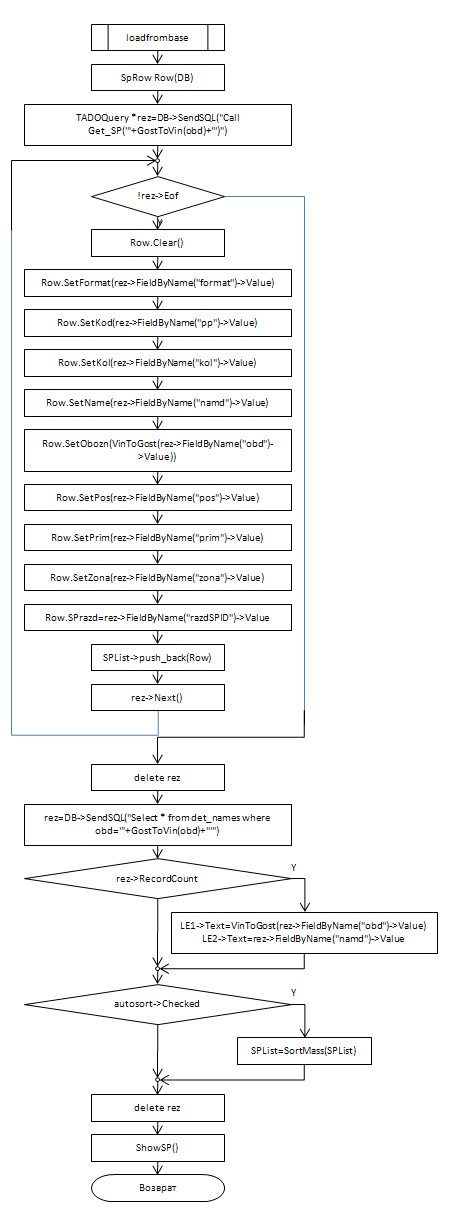 loadfrombase
SpRow Row(DB)
TADOQuery *rez=DB->SendSQL("Call
Get_SP('"+GostToVin(obd)+"')")
!rez->Eof
Y
Row.Clear()
Row.SetFormat(rez->FieldByName("format")->Value)
Row.SetKod(rez->FieldByName("pp")->Value)
Row.SetKol(rez->FieldByName("kol")->Value)
Row.SetName(rez->FieldByName("namd")->Value)
Row.SetObozn(VinToGost(rez->FieldByName("obd")-
>Value))
Row.SetPos(rez->FieldByName("pos")->Value)
Row.SetPrim(rez->FieldByName("prim")->Value)
Row.SetZona(rez->FieldByName("zona")->Value)
Row.SPrazd=rez->FieldByName("razdSPID")->Value
SPList->push_back(Row)
rez->Next()
delete rez
rez=DB->SendSQL("Select * from det_names where
obd='"+GostToVin(obd)+"'")
rez->RecordCount
Y
LE1->Text=VinToGost(rez->FieldByName("obd")->Value)
LE2->Text=rez->FieldByName("namd")->Value
autosort->Checked
Y
SPList=SortMass(SPList)
delete rez
ShowSP()
Возврат